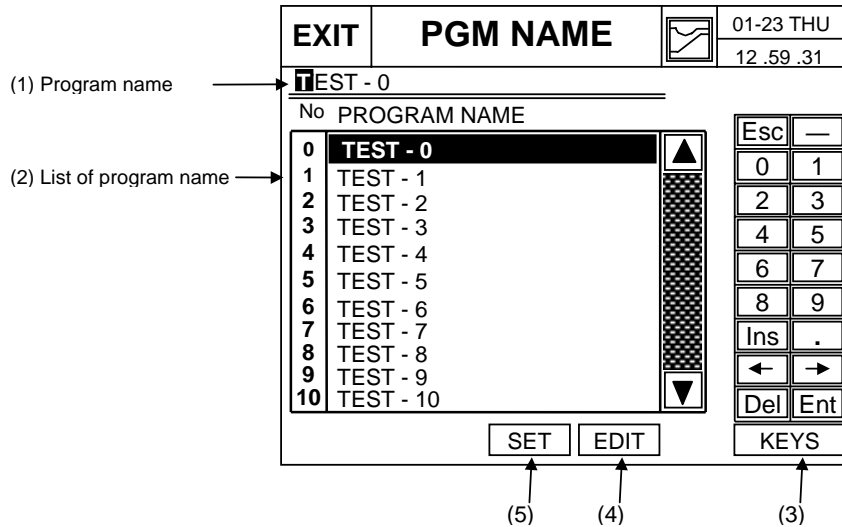 EXIT PGM NAME 01-23 THU
12 .59 .31
(1) Program name TEST - 0
No PROGRAM NAME
(2) List of program name
0 TEST - 0
1 TEST - 1
2 TEST - 2
3 TEST - 3
4 TEST - 4
5 TEST - 5
6 TEST - 6
7 TEST - 7
8 TEST - 8
9 TEST - 9
10 TEST - 10
Esc —
0 1
2 3
4 5
6 7
8 9
Ins .
← →
Del Ent
SET EDIT KEYS
(5) (4) (3)